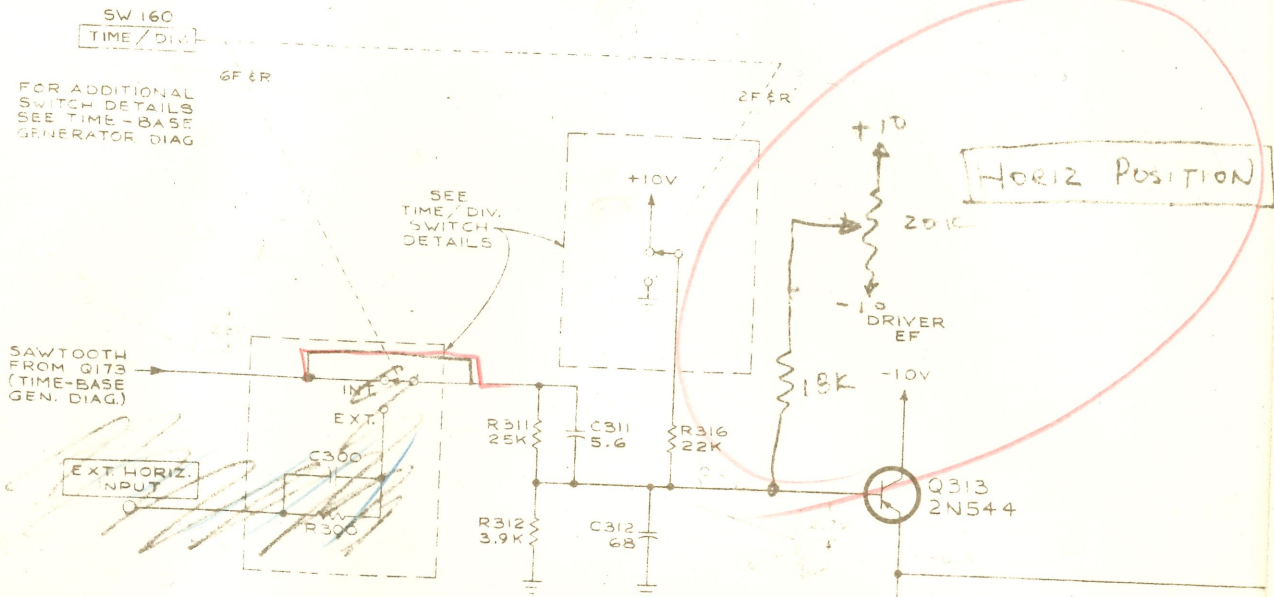 SW 160
TIME / DIV.
6F & R
2F & R
FOR ADDITIONAL
SWITCH DETAILS
SEE TIME-BASE
GENERATOR DIAG
SEE
TIME/DIV.
SWITCH
DETAILS
+10V
+10
HORIZ POSITION
20K
-10
DRIVER
EF
-10V
18K
SAWTOOTH
FROM Q173
(TIME-BASE
GEN. DIAG.)
INT.
EXT.
R311
25K
C311
5.6
R316
22K
C300
EXT. HORIZ.
INPUT
R300
R312
3.9K
C312
68
Q313
2N544